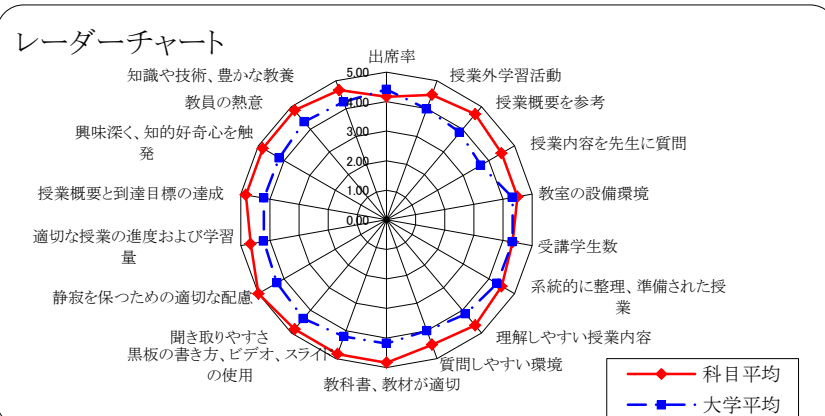 レーダーチャート
出席率
授業外学習活動
授業概要を参考
授業内容を先生に質問
教室の設備環境
受講学生数
系統的に整理、準備された授
業
理解しやすい授業内容
質問しやすい環境
教科書、教材が適切
黒板の書き方、ビデオ、スライド
の使用
聞き取りやすさ
静寂を保つための適切な配慮
適切な授業の進度および学習
量
授業概要と到達目標の達成
興味深く、知的好奇心を触
発
教員の熱意
知識や技術、豊かな教養
5.00
4.00
3.00
2.00
1.00
0.00
科目平均
大学平均